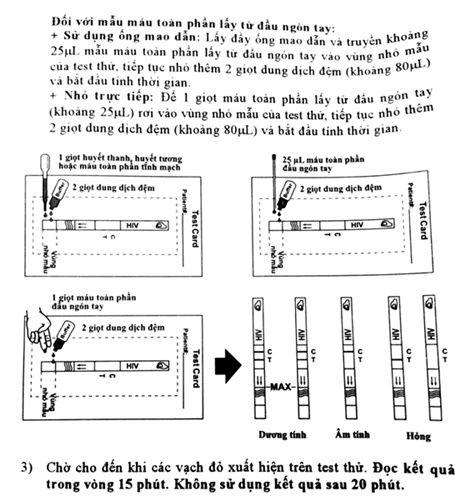 Đối với mẫu máu toàn phần lấy từ đầu ngón tay:
+ Sử dụng ống mao dẫn: Lấy đầy ống mao dẫn và truyền khoảng
25µL mẫu máu toàn phần lấy từ đầu ngón tay vào vùng nhỏ mẫu
của test thử, tiếp tục nhỏ thêm 2 giọt dung dịch đệm (khoảng 80µL)
và bắt đầu tính thời gian.
+ Nhỏ trực tiếp: Để 1 giọt máu toàn phần lấy từ đầu ngón tay
(khoảng 25µL) rơi vào vùng nhỏ mẫu của test thử, tiếp tục nhỏ thêm
2 giọt dung dịch đệm (khoảng 80µL) và bắt đầu tính thời gian.
1 giọt huyết thanh, huyết tương
hoặc máu toàn phần tĩnh mạch
Buffer
2 giọt dung dịch đệm
Patient#:
Test Card
HIV
C
T
Vùng
nhỏ mẫu
25 µL máu toàn phần
đầu ngón tay
Buffer
2 giọt dung dịch đệm
Patient#:
Test Card
HIV
C
T
Vùng
nhỏ mẫu
1 giọt máu toàn phần
đầu ngón tay
Buffer
2 giọt dung dịch đệm
Patient#:
Test Card
HIV
C
T
Vùng
nhỏ mẫu
HIV
C
T
HIV
C
T
HIV
C
T
HIV
C
T
HIV
C
T
MAX
Dương tính
Âm tính
Hỏng
3) Chờ cho đến khi các vạch đỏ xuất hiện trên test thử. Đọc kết quả
trong vòng 15 phút. Không sử dụng kết quả sau 20 phút.